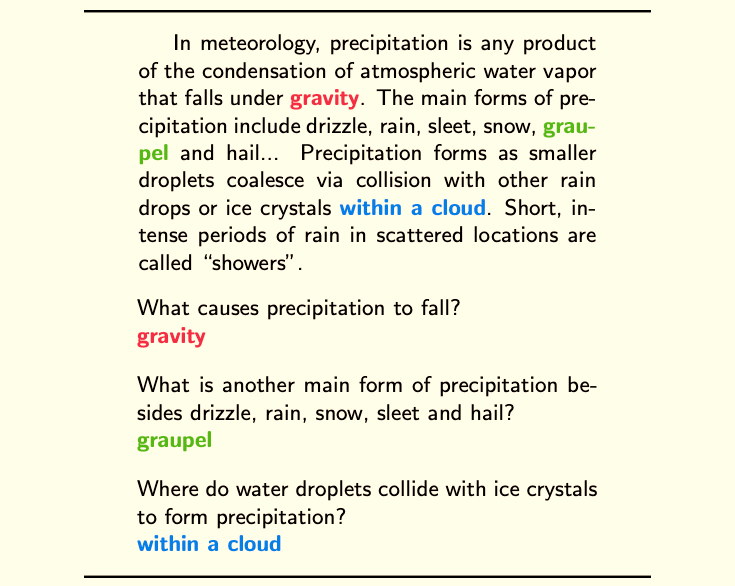 In meteorology, precipitation is any product
of the condensation of atmospheric water vapor
that falls under gravity. The main forms of pre-
cipitation include drizzle, rain, sleet, snow, grau-
pel and hail... Precipitation forms as smaller
droplets coalesce via collision with other rain
drops or ice crystals within a cloud. Short, in-
tense periods of rain in scattered locations are
called “showers”.
What causes precipitation to fall?
gravity
What is another main form of precipitation be-
sides drizzle, rain, snow, sleet and hail?
graupel
Where do water droplets collide with ice crystals
to form precipitation?
within a cloud